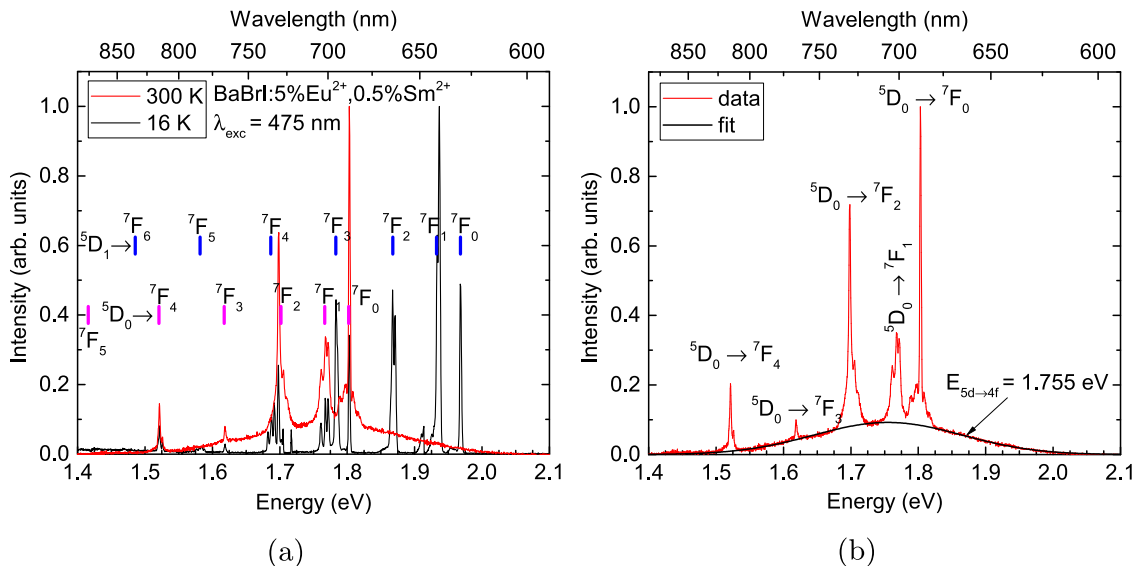 Wavelength (nm)
850 800 750 700 650 600
300 K
16 K
BaBrI:5%Eu²⁺,0.5%Sm²⁺
λexc = 475 nm
⁷F₆ ⁷F₅ ⁷F₄ ⁷F₃ ⁷F₂ ⁷F₁ ⁷F₀
⁵D₁→
⁵D₀→ ⁷F₄ ⁷F₃ ⁷F₂ ⁷F₁ ⁷F₀
⁷F₅
1.0
0.8
0.6
0.4
0.2
0.0
Intensity (arb. units)
1.4 1.5 1.6 1.7 1.8 1.9 2.0 2.1
Energy (eV)
(a)
Wavelength (nm)
850 800 750 700 650 600
data
fit
⁵D₀ → ⁷F₀
⁵D₀ → ⁷F₂
⁵D₀ → ⁷F₁
⁵D₀ → ⁷F₄
⁵D₀ → ⁷F₃
E5d→4f = 1.755 eV
1.0
0.8
0.6
0.4
0.2
0.0
Intensity (arb. units)
1.4 1.5 1.6 1.7 1.8 1.9 2.0 2.1
Energy (eV)
(b)